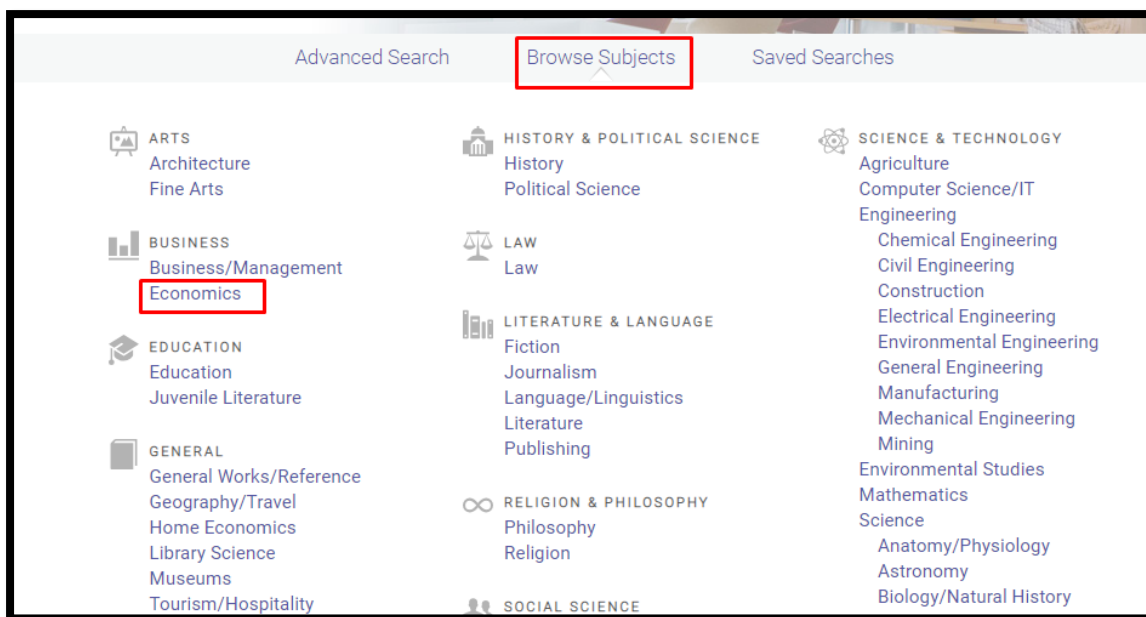 Advanced Search
Browse Subjects
Saved Searches
ARTS
Architecture
Fine Arts
BUSINESS
Business/Management
Economics
EDUCATION
Education
Juvenile Literature
GENERAL
General Works/Reference
Geography/Travel
Home Economics
Library Science
Museums
Tourism/Hospitality
HISTORY & POLITICAL SCIENCE
History
Political Science
LAW
Law
LITERATURE & LANGUAGE
Fiction
Journalism
Language/Linguistics
Literature
Publishing
RELIGION & PHILOSOPHY
Philosophy
Religion
SOCIAL SCIENCE
SCIENCE & TECHNOLOGY
Agriculture
Computer Science/IT
Engineering
Chemical Engineering
Civil Engineering
Construction
Electrical Engineering
Environmental Engineering
General Engineering
Manufacturing
Mechanical Engineering
Mining
Environmental Studies
Mathematics
Science
Anatomy/Physiology
Astronomy
Biology/Natural History